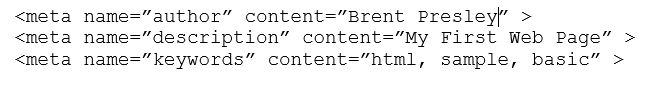 <meta name=”author” content=”Brent Presley” >
<meta name=”description” content=”My First Web Page” >
<meta name=”keywords” content=”html, sample, basic” >